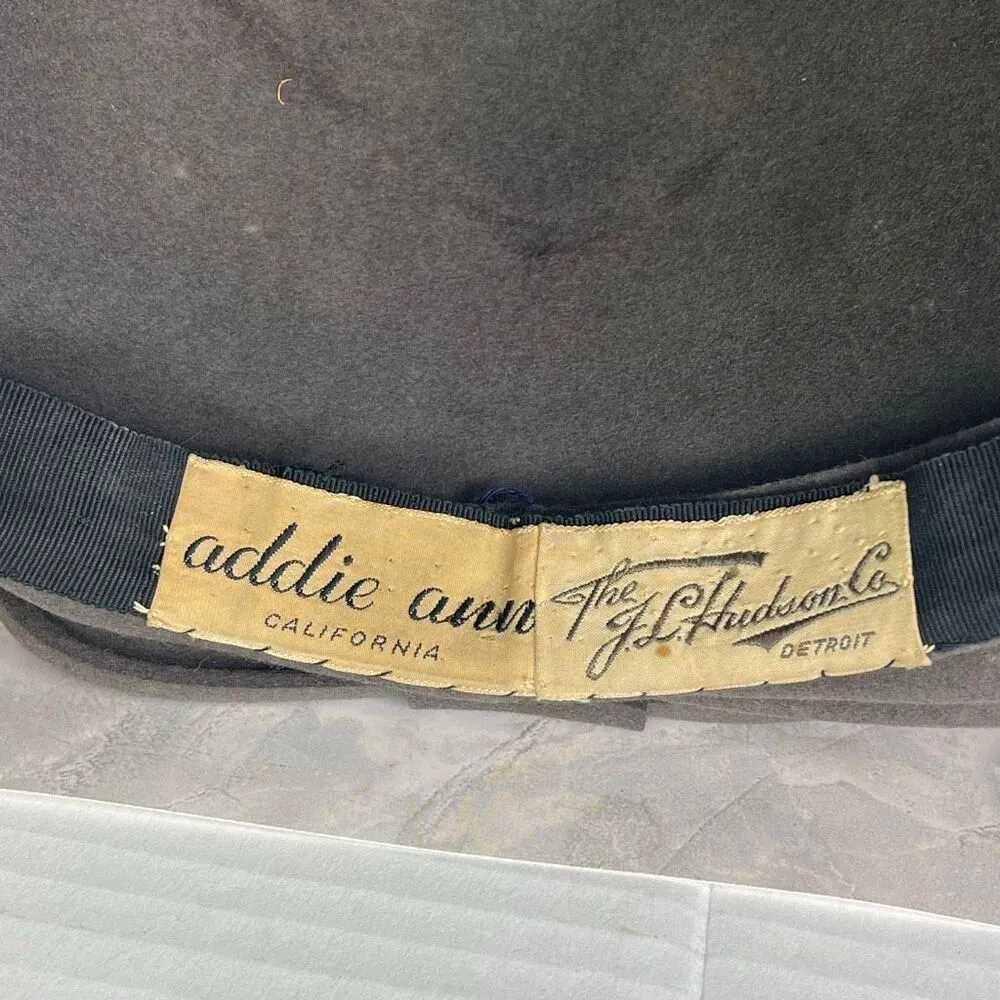 addie ann
CALIFORNIA
The
J.L. Hudson Co
DETROIT